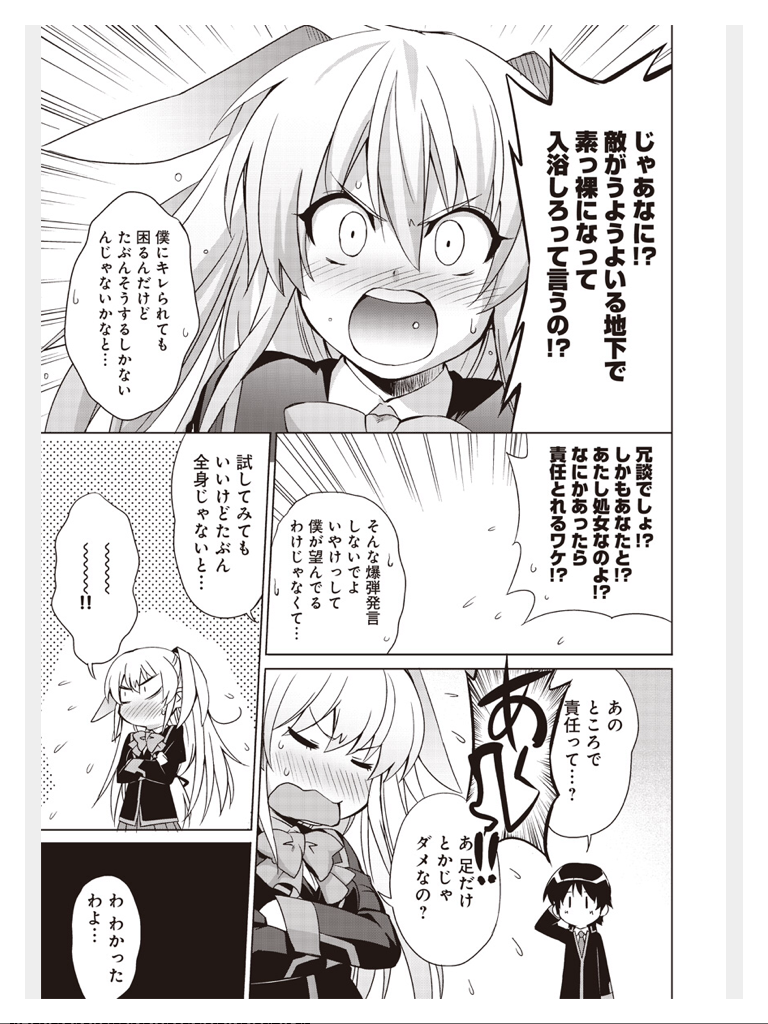 じゃあなに!?
敵がうようよいる地下で
素っ裸になって
入浴しろって言うの!?
僕にキレられても
困るんだけど
たぶんそうするしかない
んじゃないかなと…
冗談でしょ!?
しかもあなたと!?
あたし処女なのよ!?
なにかあったら
責任とれるワケ!?
そんな爆弾発言
しないでよ
いやけっして
僕が望んでる
わけじゃなくて…
試してみても
いいけどたぶん
全身じゃないと…
〜〜〜〜
〜〜〜〜!!
あの
ところで
責任って…?
あ〜〜!!
あ 足だけ
とかじゃ
ダメなの?
わ わかった
わよ…